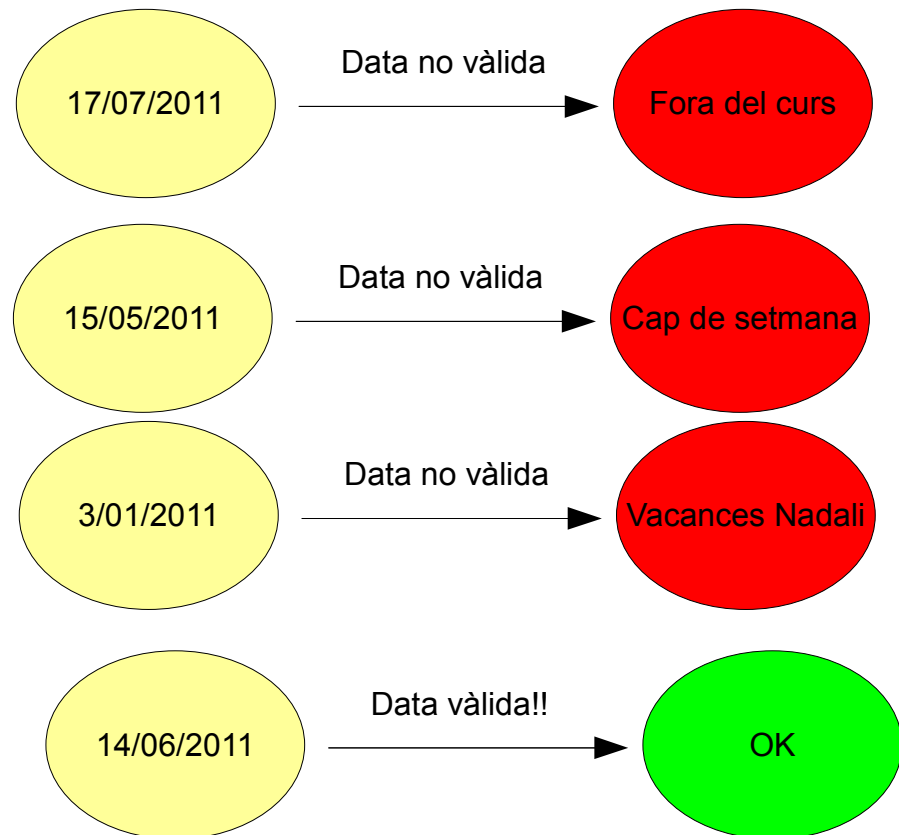 Data no vàlida
17/07/2011
Fora del curs
Data no vàlida
15/05/2011
Cap de setmana
Data no vàlida
3/01/2011
Vacances Nadali
Data vàlida!!
14/06/2011
OK